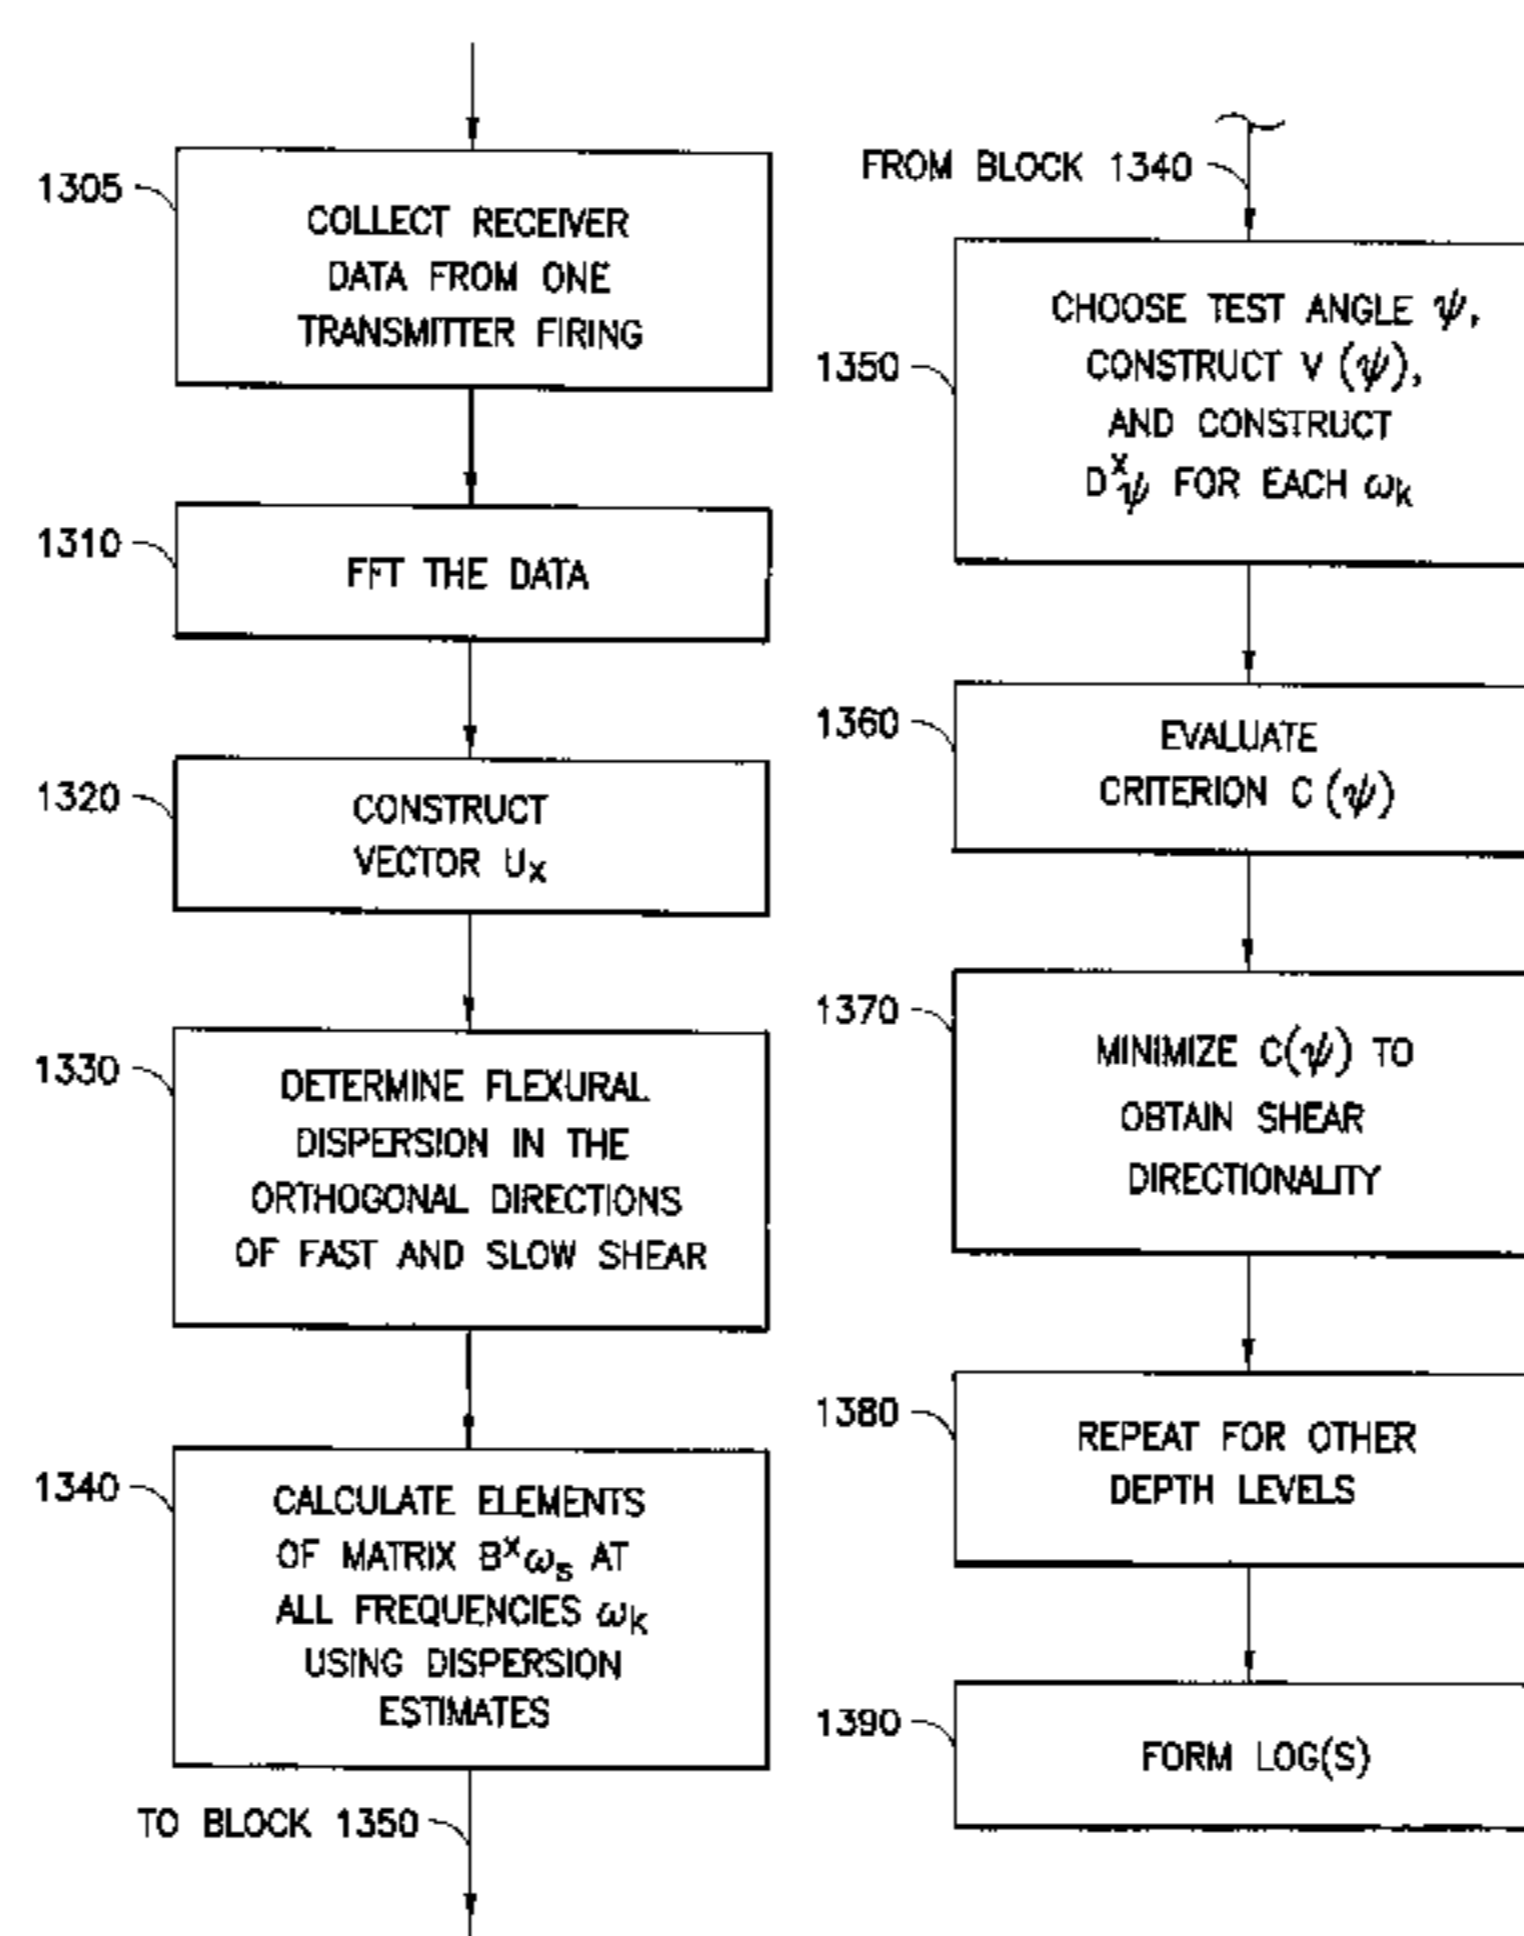 1305
COLLECT RECEIVER
DATA FROM ONE
TRANSMITTER FIRING
1310
FFT THE DATA
1320
CONSTRUCT
VECTOR Uₓ
1330
DETERMINE FLEXURAL
DISPERSION IN THE
ORTHOGONAL DIRECTIONS
OF FAST AND SLOW SHEAR
1340
CALCULATE ELEMENTS
OF MATRIX Bˣωₛ AT
ALL FREQUENCIES ωₖ
USING DISPERSION
ESTIMATES
TO BLOCK 1350
FROM BLOCK 1340
1350
CHOOSE TEST ANGLE ψ,
CONSTRUCT V (ψ),
AND CONSTRUCT
Dˣψ FOR EACH ωₖ
1360
EVALUATE
CRITERION C (ψ)
1370
MINIMIZE C(ψ) TO
OBTAIN SHEAR
DIRECTIONALITY
1380
REPEAT FOR OTHER
DEPTH LEVELS
1390
FORM LOG(S)